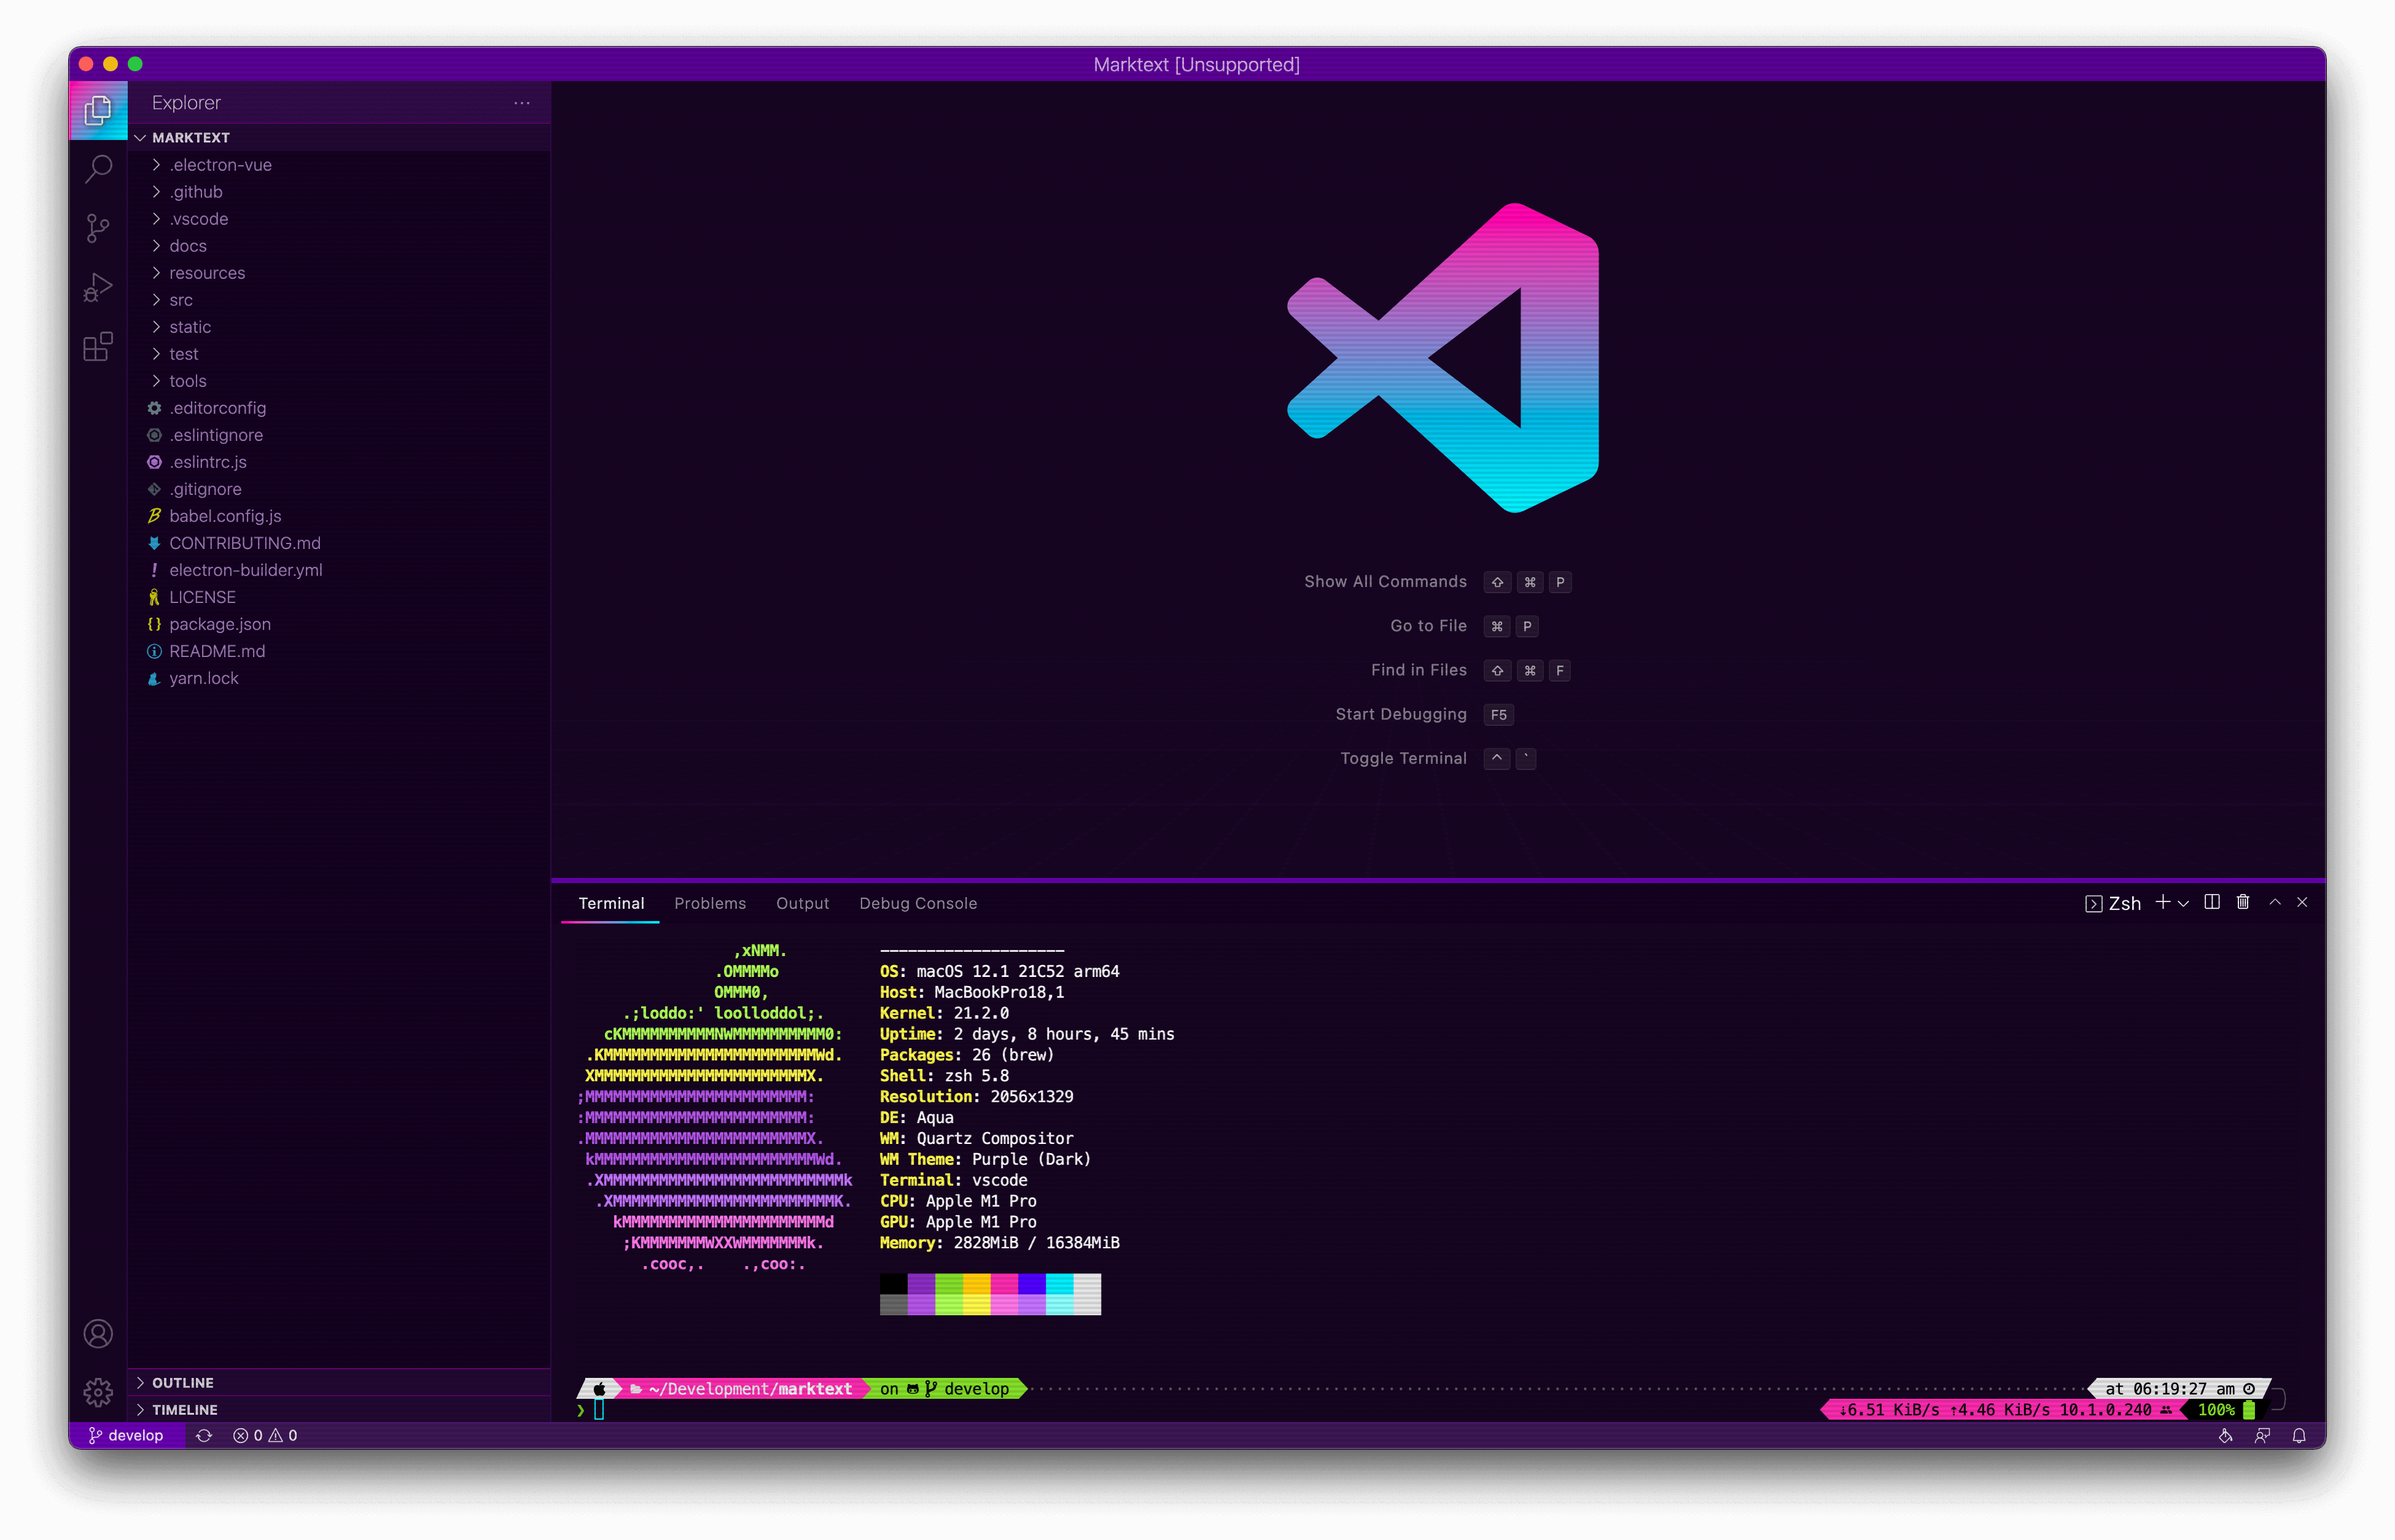 Marktext [Unsupported]
Explorer
MARKTEXT
.electron-vue
.github
.vscode
docs
resources
src
static
test
tools
.editorconfig
.eslintignore
.eslintrc.js
.gitignore
babel.config.js
CONTRIBUTING.md
electron-builder.yml
LICENSE
package.json
README.md
yarn.lock
OUTLINE
TIMELINE
Show All Commands ⇧ ⌘ P
Go to File ⌘ P
Find in Files ⇧ ⌘ F
Start Debugging F5
Toggle Terminal ^ `
Terminal Problems Output Debug Console Zsh
,xNMM. --------------------
.OMMMMo OS: macOS 12.1 21C52 arm64
OMMM0, Host: MacBookPro18,1
.;loddo:' loolloddol;. Kernel: 21.2.0
cKMMMMMMMMMMNWMMMMMMMMMM0: Uptime: 2 days, 8 hours, 45 mins
.KMMMMMMMMMMMMMMMMMMMMMMMWd. Packages: 26 (brew)
XMMMMMMMMMMMMMMMMMMMMMMMX. Shell: zsh 5.8
;MMMMMMMMMMMMMMMMMMMMMMMM: Resolution: 2056x1329
:MMMMMMMMMMMMMMMMMMMMMMMM: DE: Aqua
.MMMMMMMMMMMMMMMMMMMMMMMMX. WM: Quartz Compositor
kMMMMMMMMMMMMMMMMMMMMMMMMWd. WM Theme: Purple (Dark)
.XMMMMMMMMMMMMMMMMMMMMMMMMMMk Terminal: vscode
.XMMMMMMMMMMMMMMMMMMMMMMMMK. CPU: Apple M1 Pro
kMMMMMMMMMMMMMMMMMMMMMMd GPU: Apple M1 Pro
;KMMMMMMMWXXWMMMMMMMk. Memory: 2828MiB / 16384MiB
.cooc,. .,coo:.
~/Development/marktext on develop at 06:19:27 am
❯ ↓6.51 KiB/s ↑4.46 KiB/s 10.1.0.240 100%
develop 0 0